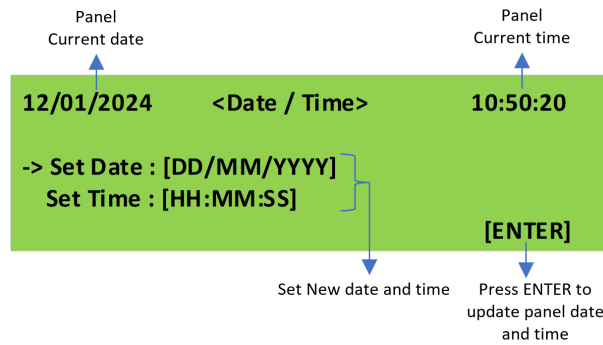 Panel
Current date
Panel
Current time
12/01/2024 <Date / Time> 10:50:20
-> Set Date : [DD/MM/YYYY]
Set Time : [HH:MM:SS]
[ENTER]
Set New date and time
Press ENTER to
update panel date
and time